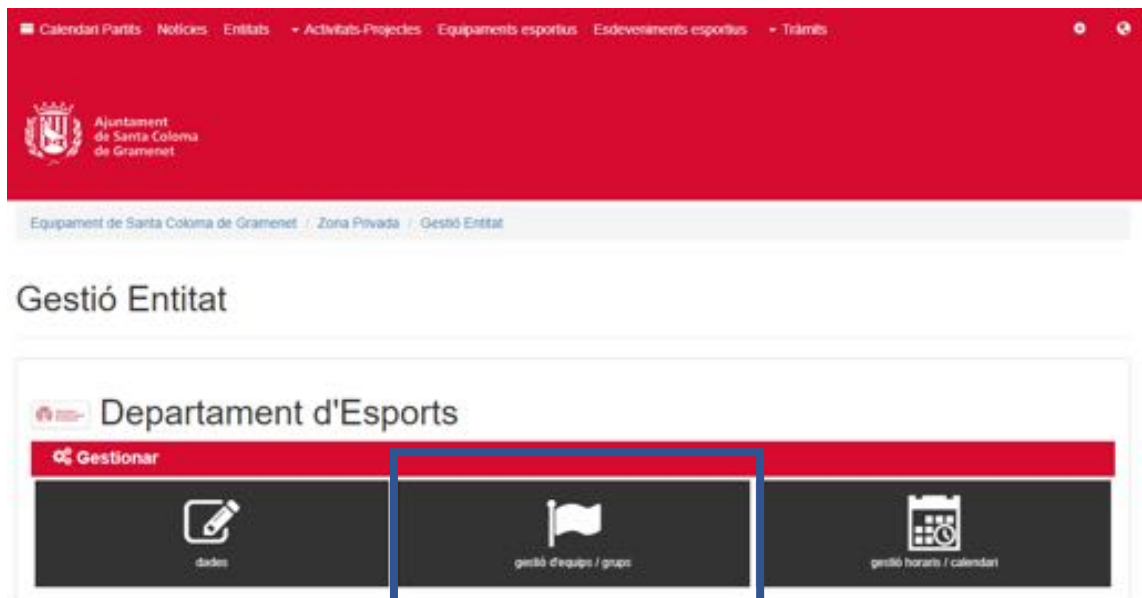 Calendari Partits Notícies Entitats Activitats-Projectes Equipaments esportius Esdeveniments esportius Tràmits
Ajuntament
de Santa Coloma
de Gramenet
Equipament de Santa Coloma de Gramenet / Zona Privada / Gestió Entitat
Gestió Entitat
Departament d'Esports
Gestionar
dades
gestió d'equips / grups
gestió horaris / calendari